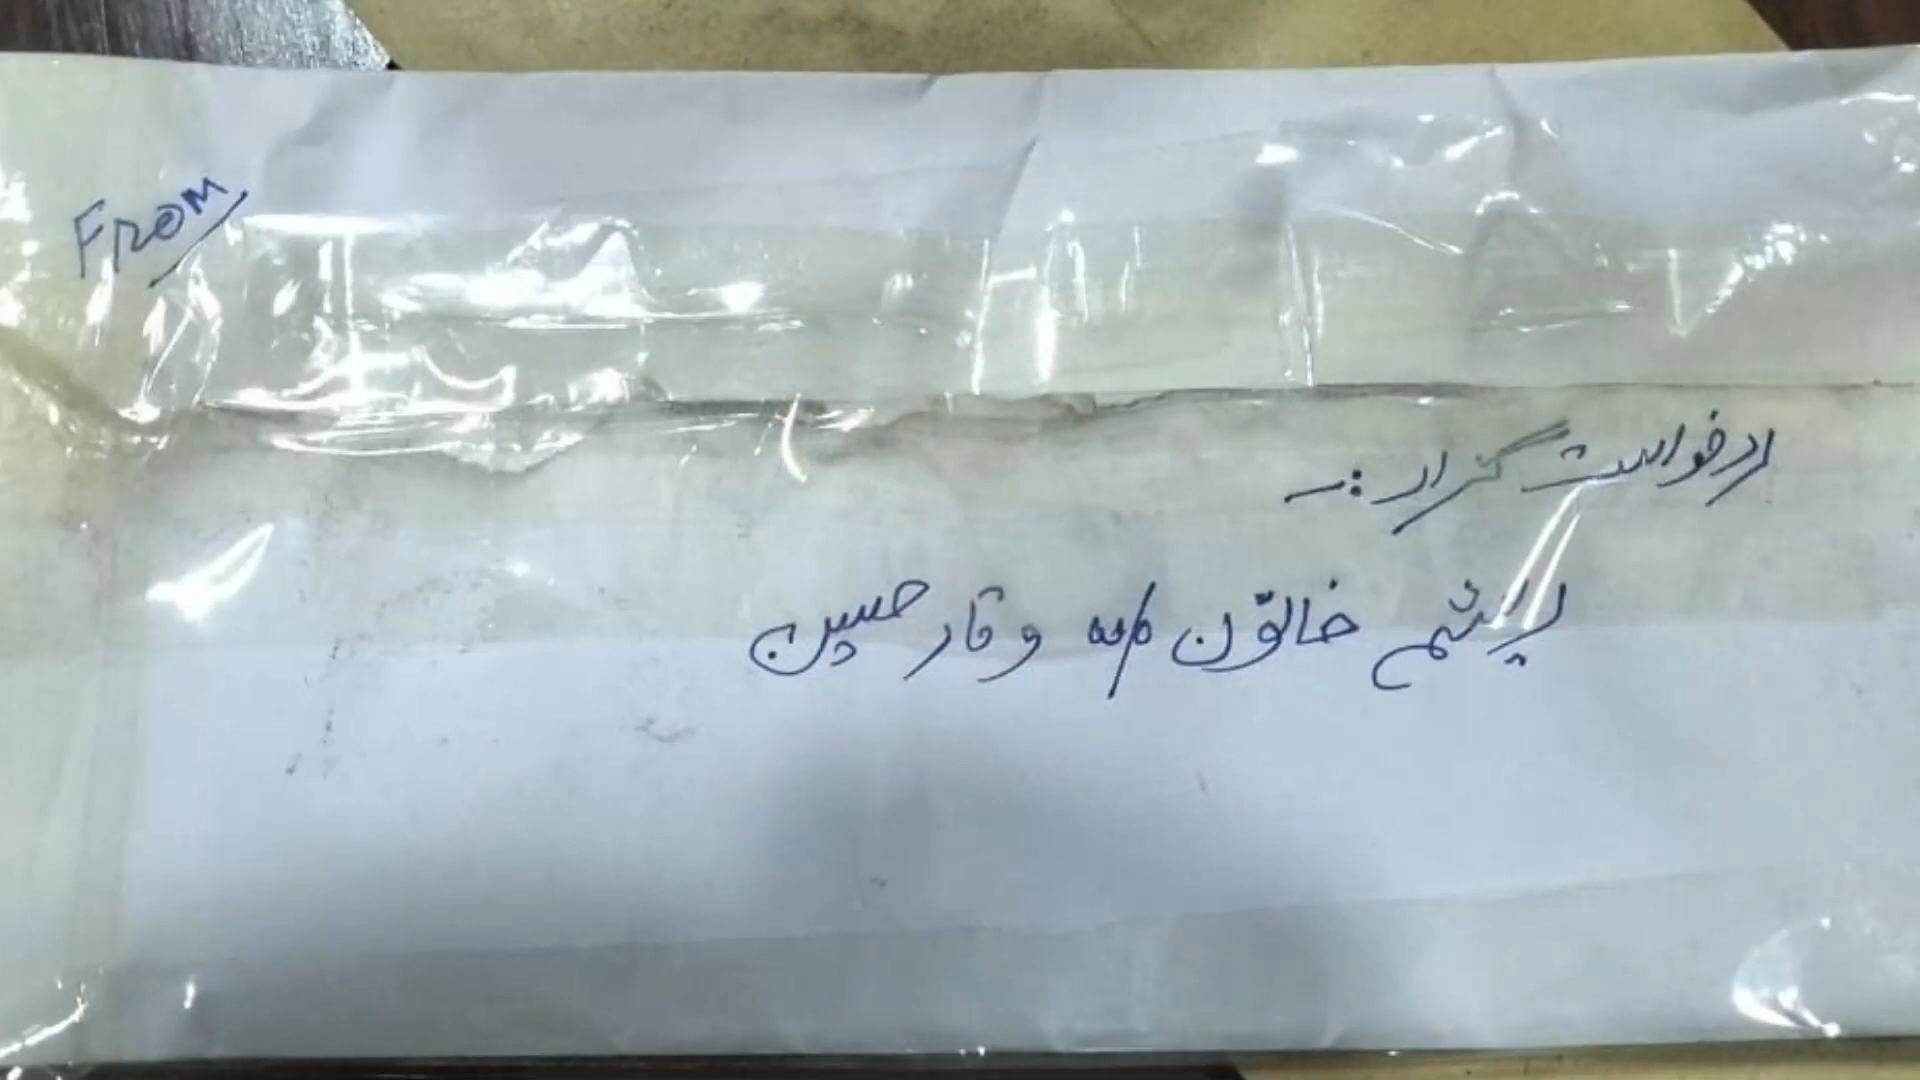 From
درخواست گزار :-
ریشم خاتون m/o وقار حسین